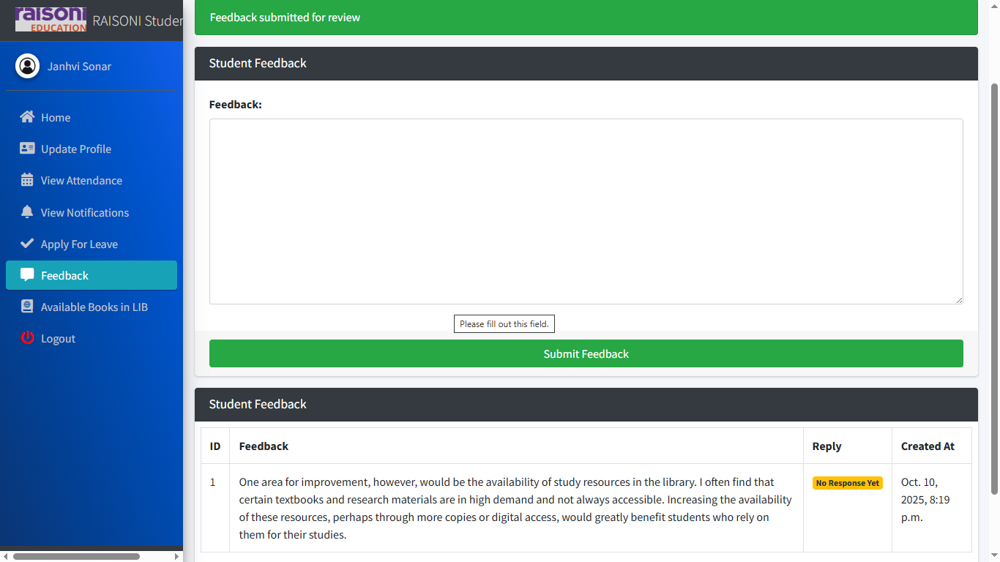 raisoni
EDUCATION
RAISONI Studen
Janhvi Sonar
Home
Update Profile
View Attendance
View Notifications
Apply For Leave
Feedback
Available Books in LIB
Logout
Feedback submitted for review
Student Feedback
Feedback:
Please fill out this field.
Submit Feedback
Student Feedback
ID Feedback Reply Created At
1
One area for improvement, however, would be the availability of study resources in the library. I often find that
certain textbooks and research materials are in high demand and not always accessible. Increasing the availability
of these resources, perhaps through more copies or digital access, would greatly benefit students who rely on
them for their studies.
No Response Yet
Oct. 10,
2025, 8:19
p.m.